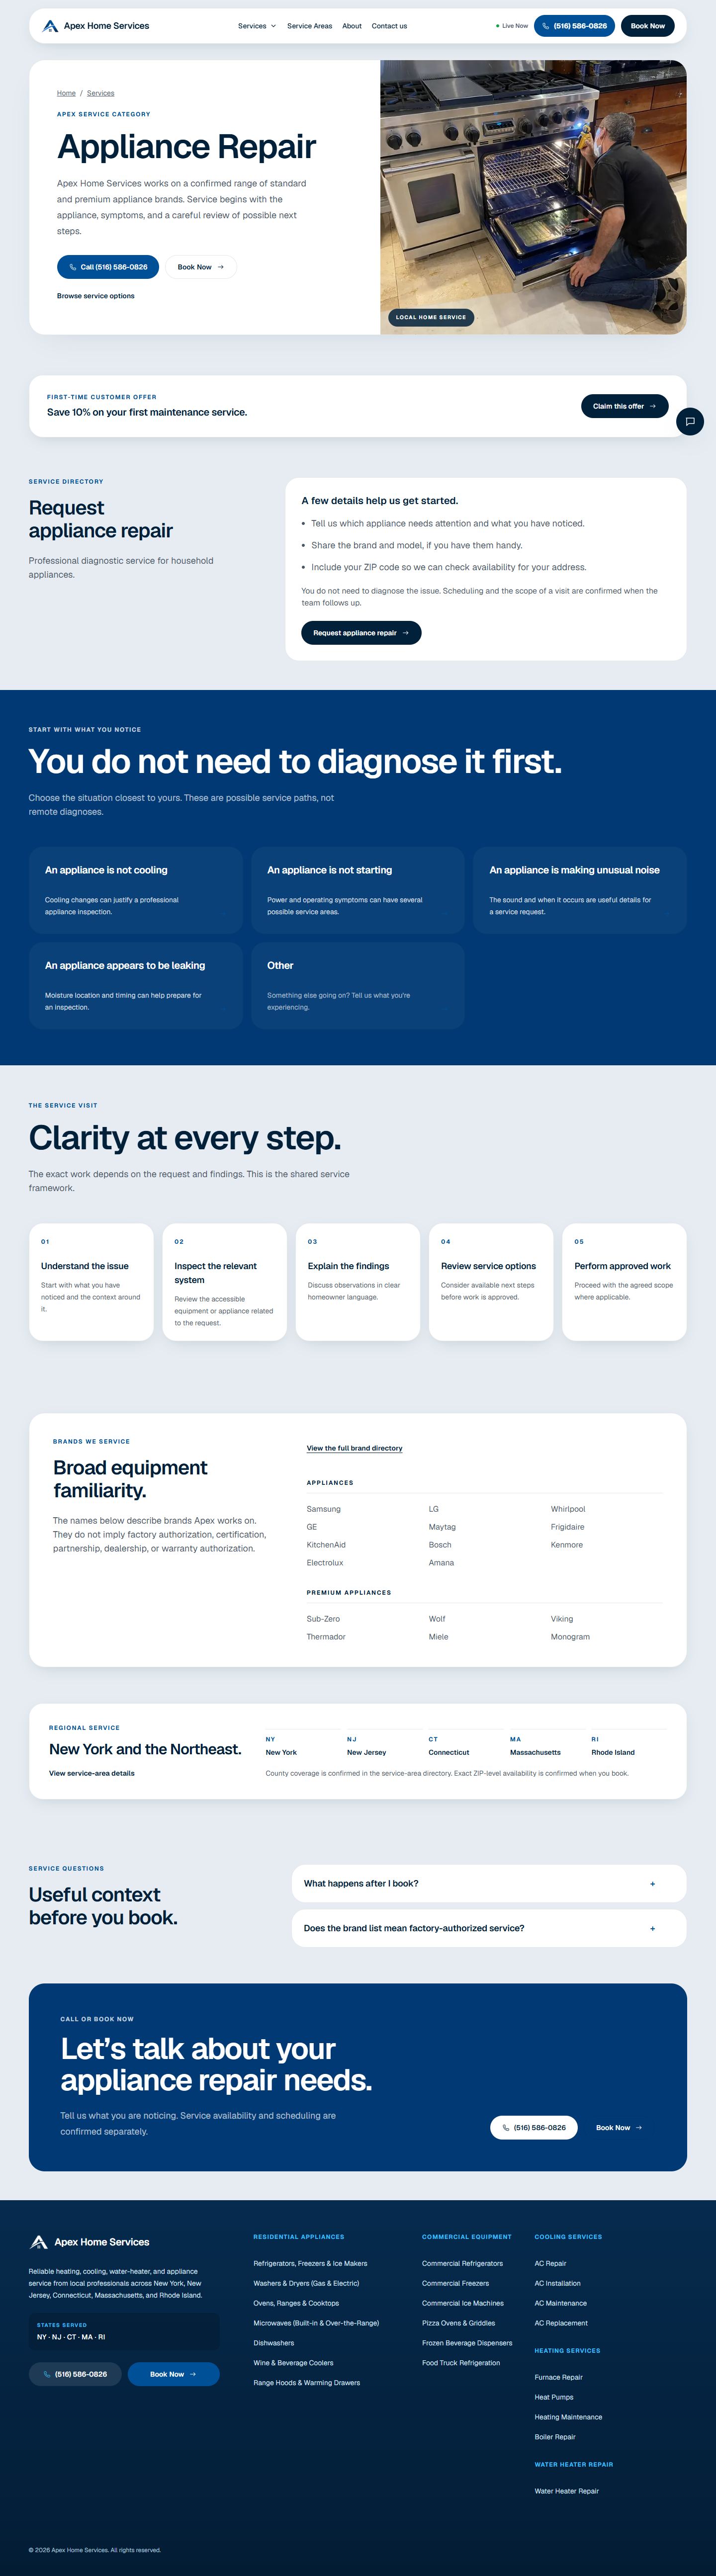 Apex Home Services
Services
Service Areas
About
Contact us
Live Now
(516) 586-0826
Book Now
Home / Services
APEX SERVICE CATEGORY
Appliance Repair
Apex Home Services works on a confirmed range of standard
and premium appliance brands. Service begins with the
appliance, symptoms, and a careful review of possible next
steps.
Call (516) 586-0826
Book Now
Browse service options
LOCAL HOME SERVICE
FIRST-TIME CUSTOMER OFFER
Save 10% on your first maintenance service.
Claim this offer
SERVICE DIRECTORY
Request
appliance repair
Professional diagnostic service for household
appliances.
A few details help us get started.
Tell us which appliance needs attention and what you have noticed.
Share the brand and model, if you have them handy.
Include your ZIP code so we can check availability for your address.
You do not need to diagnose the issue. Scheduling and the scope of a visit are confirmed when the
team follows up.
Request appliance repair
START WITH WHAT YOU NOTICE
You do not need to diagnose it first.
Choose the situation closest to yours. These are possible service paths, not
remote diagnoses.
An appliance is not cooling
Cooling changes can justify a professional
appliance inspection.
An appliance is not starting
Power and operating symptoms can have several
possible service areas.
An appliance is making unusual noise
The sound and when it occurs are useful details for
a service request.
An appliance appears to be leaking
Moisture location and timing can help prepare for
an inspection.
Other
Something else going on? Tell us what you're
experiencing.
THE SERVICE VISIT
Clarity at every step.
The exact work depends on the request and findings. This is the shared service
framework.
01
Understand the issue
Start with what you have
noticed and the context around
it.
02
Inspect the relevant
system
Review the accessible
equipment or appliance related
to the request.
03
Explain the findings
Discuss observations in clear
homeowner language.
04
Review service options
Consider available next steps
before work is approved.
05
Perform approved work
Proceed with the agreed scope
where applicable.
BRANDS WE SERVICE
Broad equipment
familiarity.
The names below describe brands Apex works on.
They do not imply factory authorization, certification,
partnership, dealership, or warranty authorization.
View the full brand directory
APPLIANCES
Samsung
LG
Whirlpool
GE
Maytag
Frigidaire
KitchenAid
Bosch
Kenmore
Electrolux
Amana
PREMIUM APPLIANCES
Sub-Zero
Wolf
Viking
Thermador
Miele
Monogram
REGIONAL SERVICE
New York and the Northeast.
View service-area details
NY
New York
NJ
New Jersey
CT
Connecticut
MA
Massachusetts
RI
Rhode Island
County coverage is confirmed in the service-area directory. Exact ZIP-level availability is confirmed when you book.
SERVICE QUESTIONS
Useful context
before you book.
What happens after I book?
+
Does the brand list mean factory-authorized service?
+
CALL OR BOOK NOW
Let’s talk about your
appliance repair needs.
Tell us what you are noticing. Service availability and scheduling are
confirmed separately.
(516) 586-0826
Book Now
Apex Home Services
Reliable heating, cooling, water-heater, and appliance
service from local professionals across New York, New
Jersey, Connecticut, Massachusetts, and Rhode Island.
STATES SERVED
NY · NJ · CT · MA · RI
(516) 586-0826
Book Now
RESIDENTIAL APPLIANCES
Refrigerators, Freezers & Ice Makers
Washers & Dryers (Gas & Electric)
Ovens, Ranges & Cooktops
Microwaves (Built-in & Over-the-Range)
Dishwashers
Wine & Beverage Coolers
Range Hoods & Warming Drawers
COMMERCIAL EQUIPMENT
Commercial Refrigerators
Commercial Freezers
Commercial Ice Machines
Pizza Ovens & Griddles
Frozen Beverage Dispensers
Food Truck Refrigeration
COOLING SERVICES
AC Repair
AC Installation
AC Maintenance
AC Replacement
HEATING SERVICES
Furnace Repair
Heat Pumps
Heating Maintenance
Boiler Repair
WATER HEATER REPAIR
Water Heater Repair
© 2026 Apex Home Services. All rights reserved.